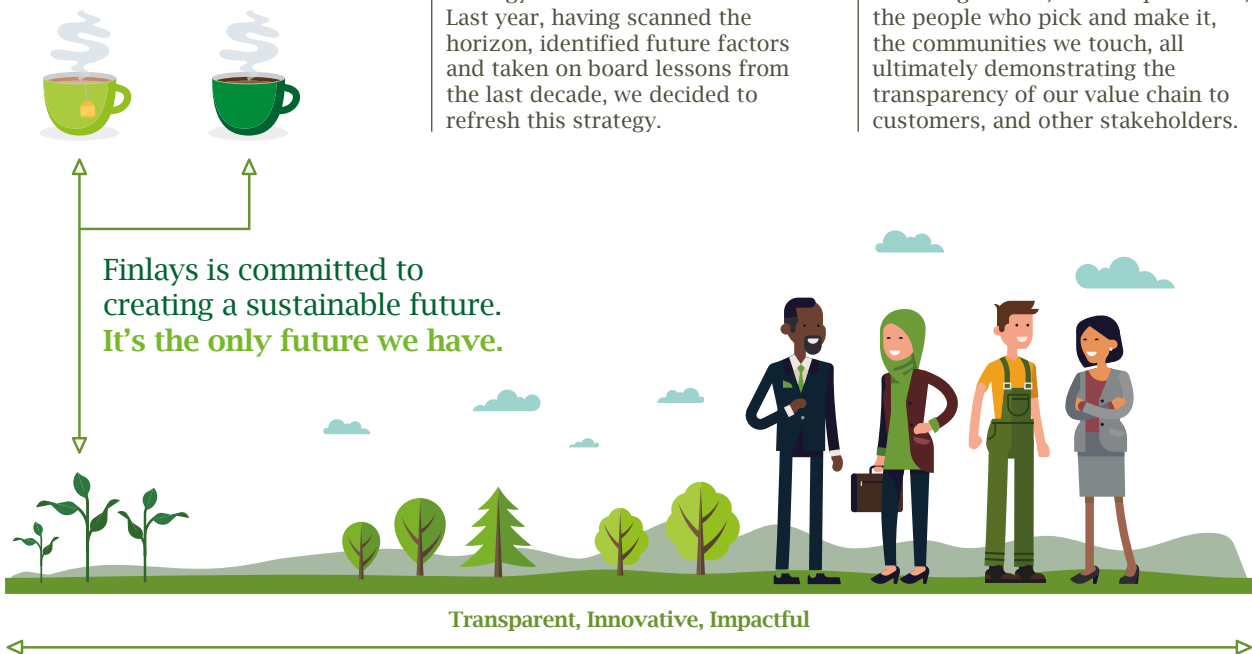 Last year, having scanned the
horizon, identified future factors
and taken on board lessons from
the last decade, we decided to
refresh this strategy.
the people who pick and make it,
the communities we touch, all
ultimately demonstrating the
transparency of our value chain to
customers, and other stakeholders.
Finlays is committed to
creating a sustainable future.
It’s the only future we have.
Transparent, Innovative, Impactful